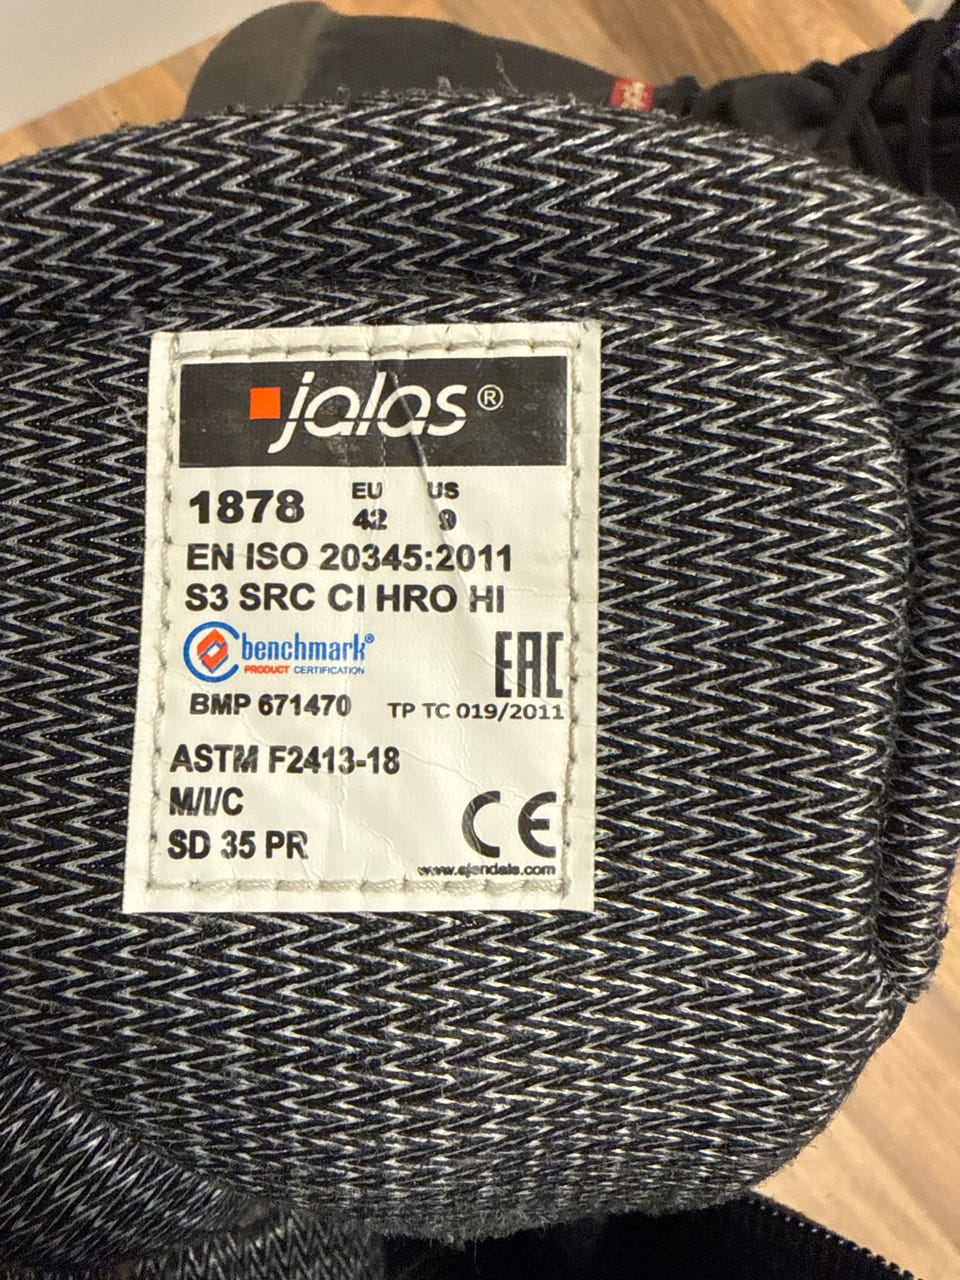 jalas®
1878 EU 42 US 9
EN ISO 20345:2011
S3 SRC CI HRO HI
benchmark®
PRODUCT CERTIFICATION
EAC
BMP 671470 TP TC 019/2011
ASTM F2413-18
M/I/C
SD 35 PR
CE
www.ejendals.com